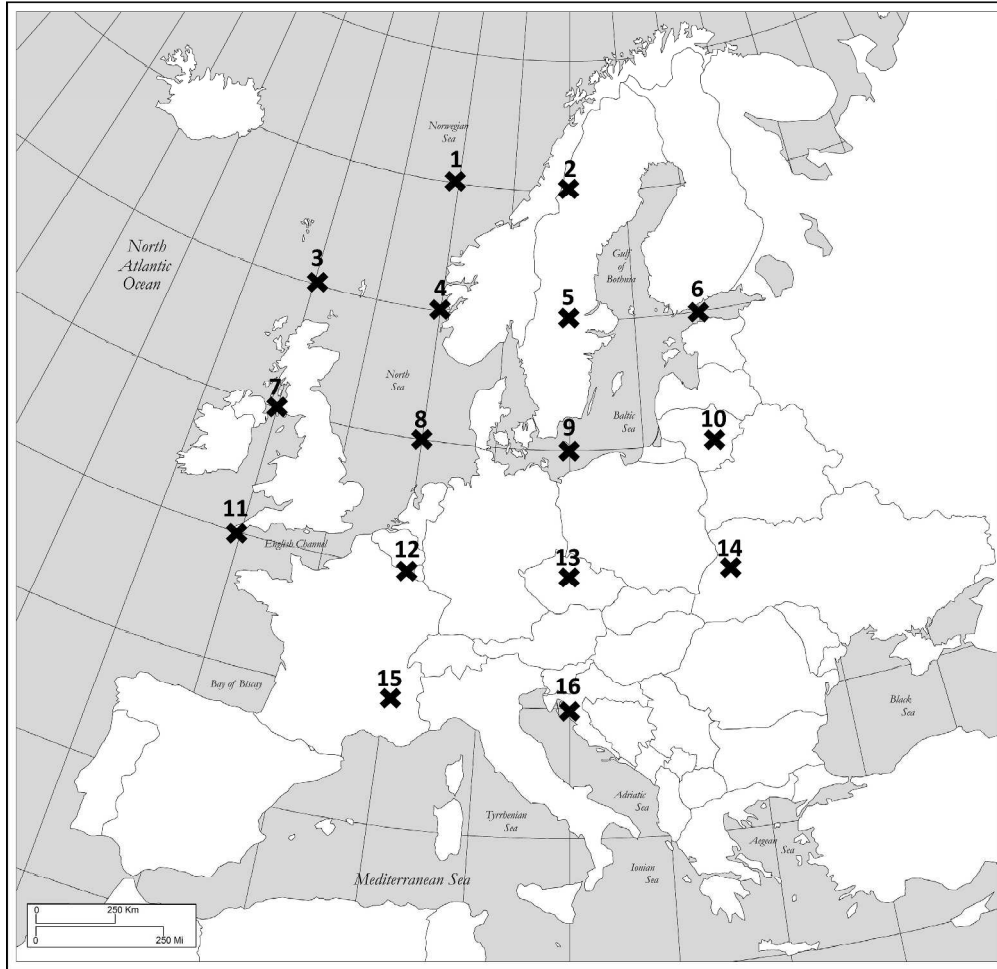 Norwegian
Sea
1
2
North
Atlantic
Ocean
Gulf
of
Bothnia
3
4
5
6
North
Sea
7
8
Baltic
Sea
9
10
11
English Channel
12
13
14
Bay of Biscay
15
16
Black
Sea
Adriatic
Sea
Tyrrhenian
Sea
Aegean
Sea
Ionian
Sea
Mediterranean Sea
0 250 Km
0 250 Mi